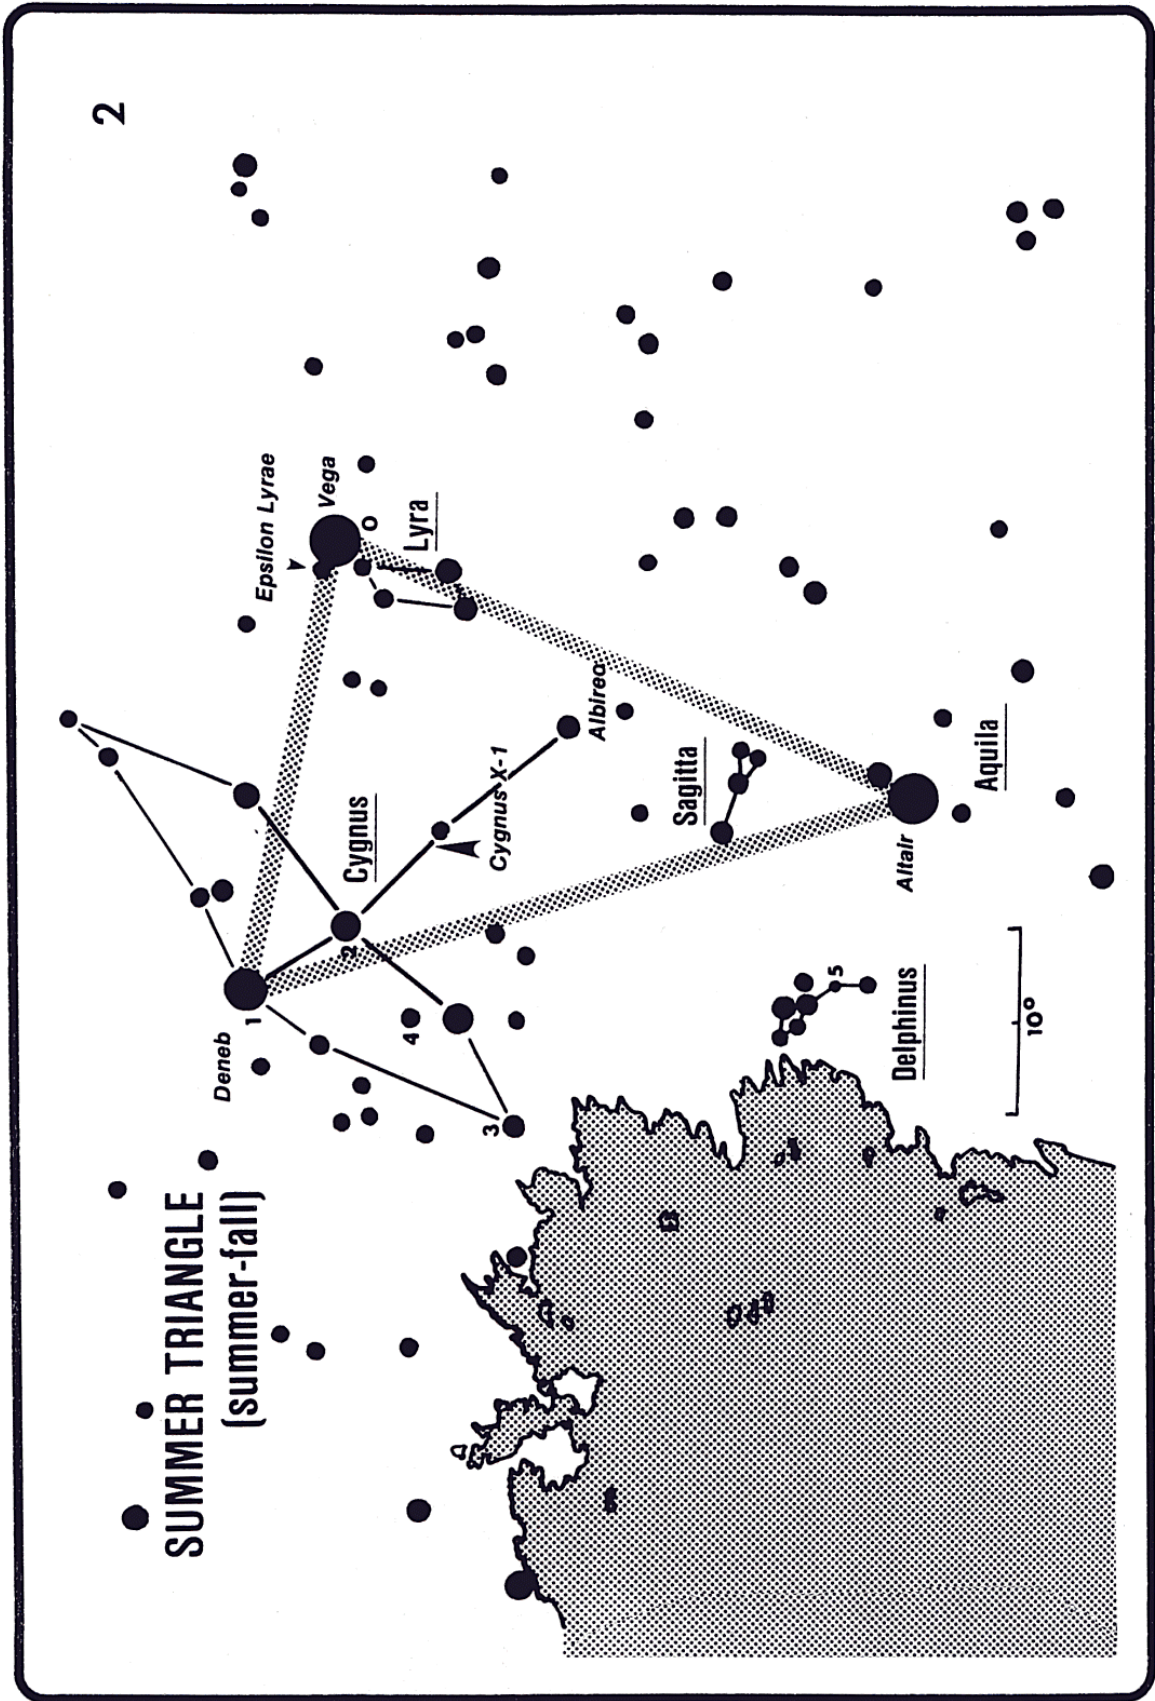 SUMMER TRIANGLE
(summer-fall)
2
Deneb
1
Epsilon Lyrae
Vega
0
Lyra
Cygnus
2
Cygnus X-1
Albireo
4
3
Sagitta
Altair
Aquila
5
Delphinus
10°